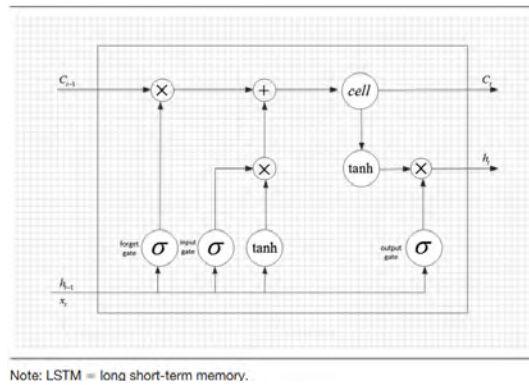 C_{t-1} × + cell C_t
× tanh × h_t
forget
gate σ input
gate σ tanh output
gate σ
h_{t-1}
x_t
Note: LSTM = long short-term memory.